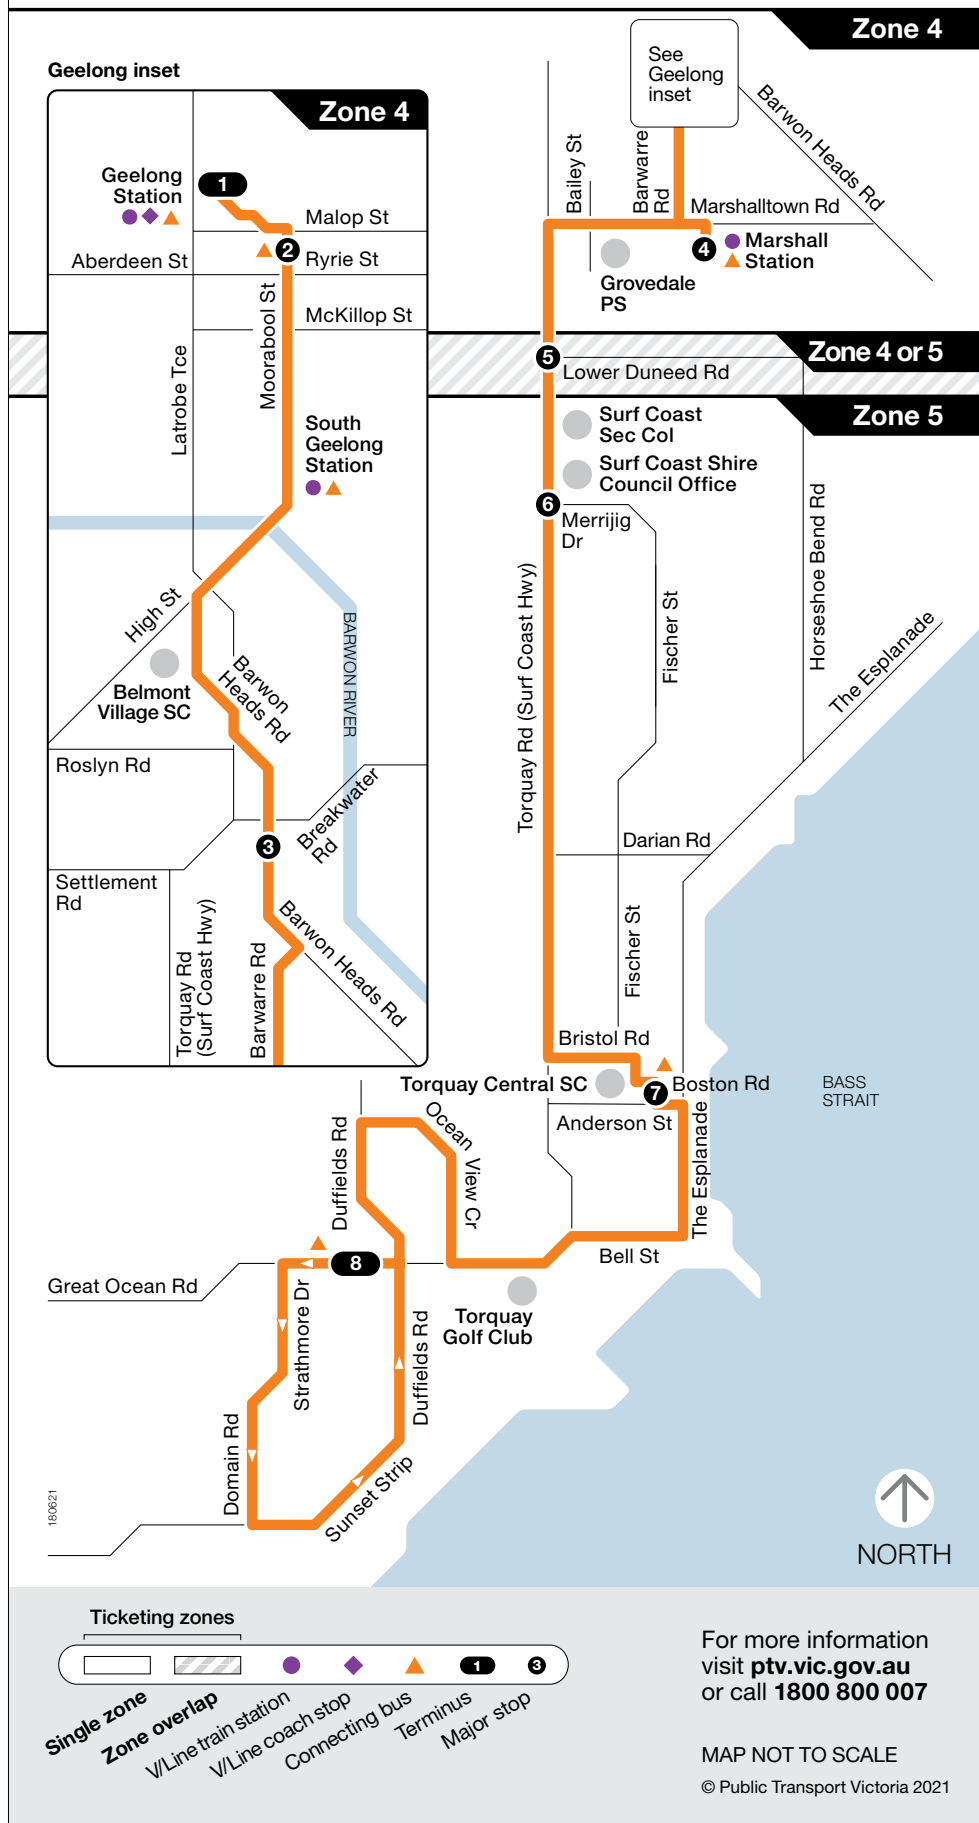 Zone 4
See
Geelong
inset
Geelong inset
Zone 4
Barwon Heads Rd
Bailey St
Barwarre
Rd
Geelong
Station
1
Malop St
Marshalltown Rd
2
Ryrie St
Aberdeen St
4
Marshall
Station
Grovedale
PS
McKillop St
Moorabool St
Latrobe Tce
5
Zone 4 or 5
Lower Duneed Rd
Zone 5
South
Geelong
Station
Surf Coast
Sec Col
Surf Coast Shire
Council Office
6
Merrijig
Dr
Horseshoe Bend Rd
Torquay Rd (Surf Coast Hwy)
Fischer St
The Esplanade
High St
BARWON RIVER
Barwon
Heads Rd
Belmont
Village SC
Roslyn Rd
Breakwater
Rd
3
Darian Rd
Settlement
Rd
Barwon Heads Rd
Torquay Rd
(Surf Coast Hwy)
Barwarre Rd
Fischer St
Bristol Rd
Torquay Central SC
7
Boston Rd
BASS
STRAIT
Anderson St
The Esplanade
Duffields Rd
Ocean
View Cr
Bell St
8
Great Ocean Rd
Strathmore Dr
Torquay
Golf Club
Duffields Rd
Domain Rd
Sunset Strip
180621
NORTH
Ticketing zones
1
3
Single zone
Zone overlap
V/Line train station
V/Line coach stop
Connecting bus
Terminus
Major stop
For more information
visit ptv.vic.gov.au
or call 1800 800 007
MAP NOT TO SCALE
© Public Transport Victoria 2021